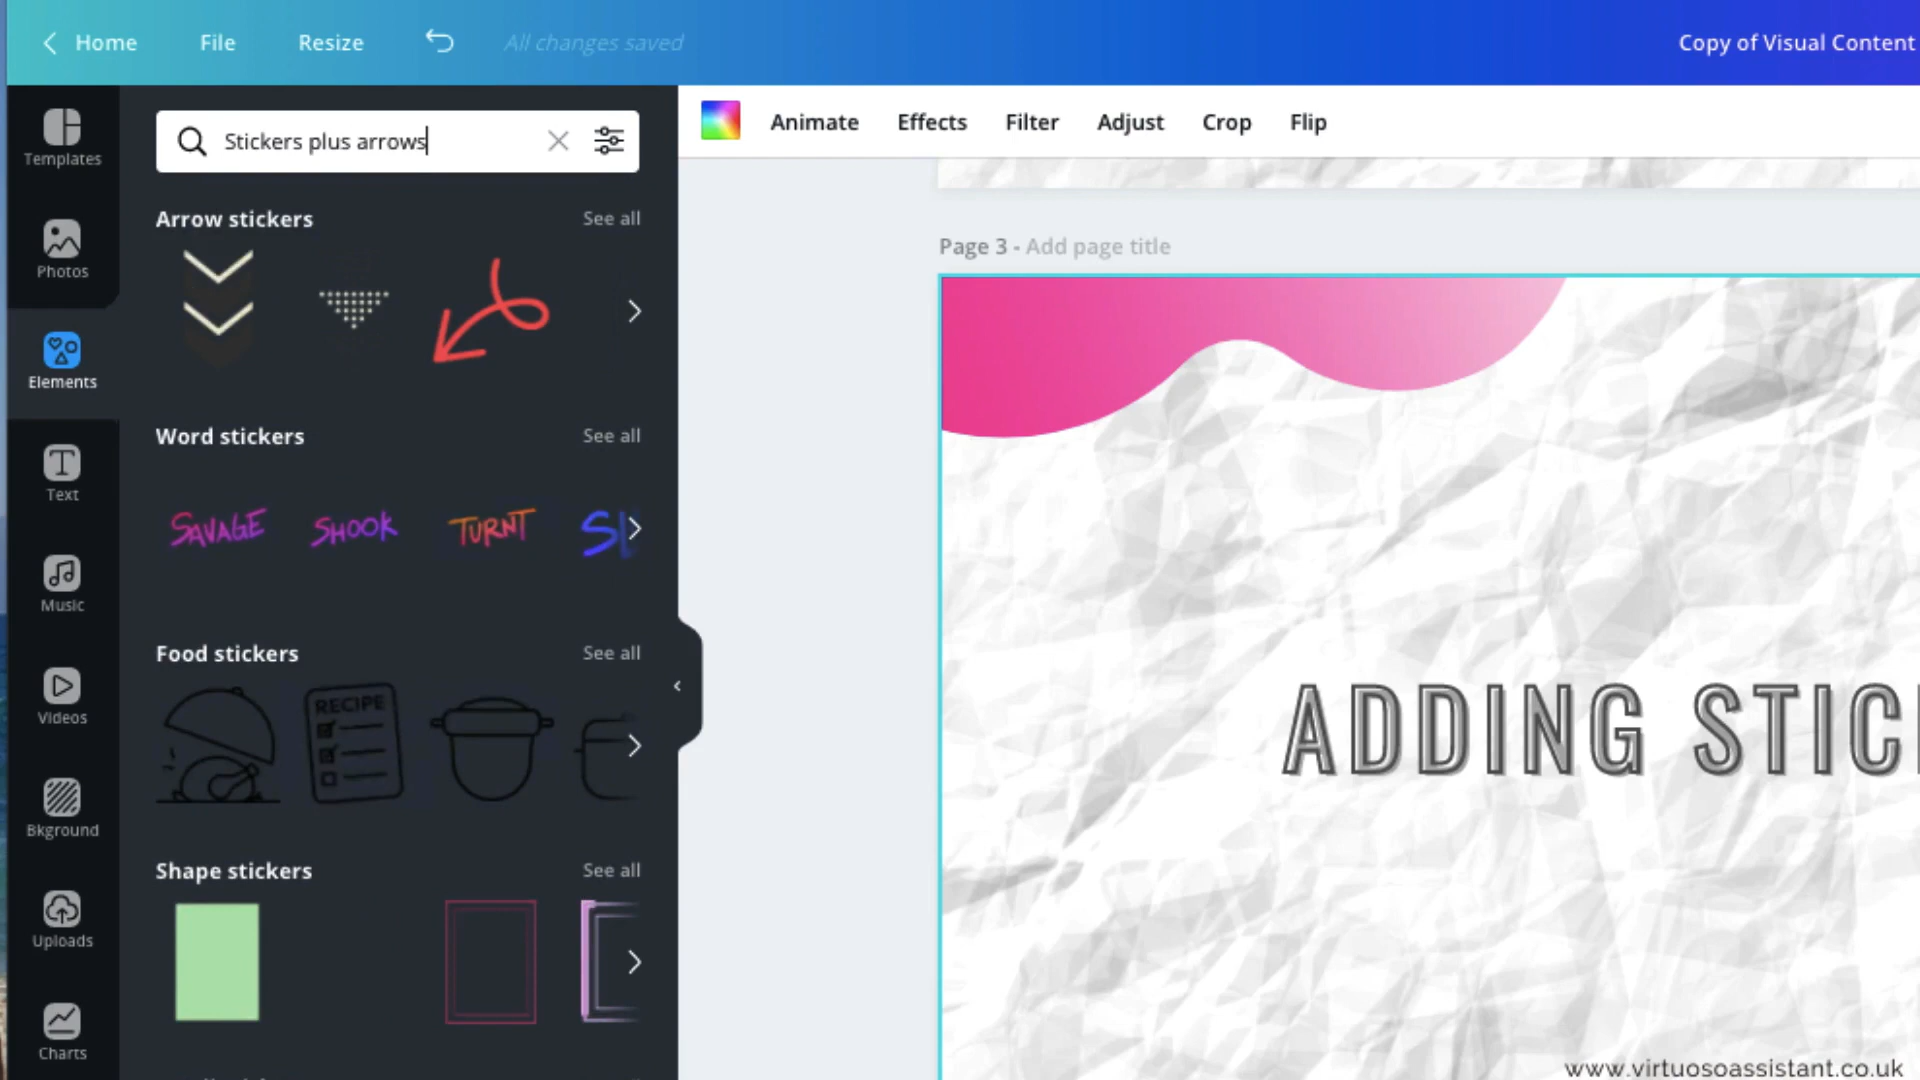 Home File Resize All changes saved Copy of Visual Content
Templates
Photos
Elements
Text
Music
Videos
Bkground
Uploads
Charts
Stickers plus arrows
Arrow stickers See all
Word stickers See all
SAVAGE SHOOK TURNT
Food stickers See all
RECIPE
Shape stickers See all
Animate Effects Filter Adjust Crop Flip
Page 3 - Add page title
ADDING STIC
www.virtuosoassistant.co.uk